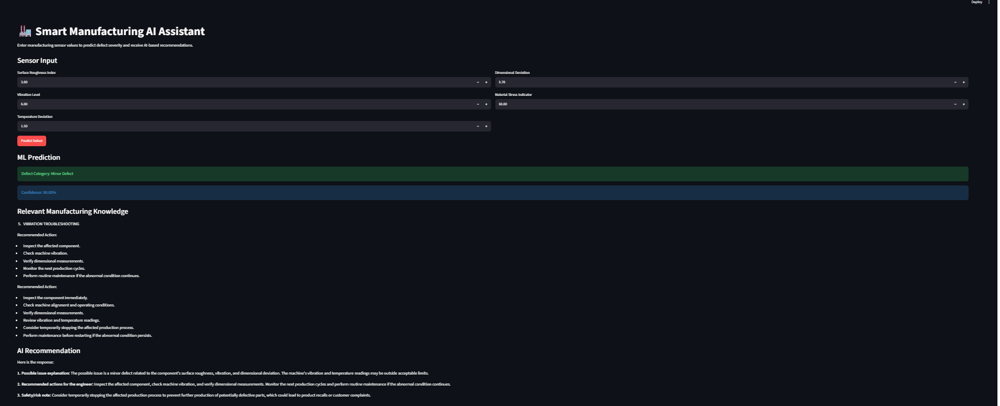 Deploy
Smart Manufacturing AI Assistant
Enter manufacturing sensor values to predict defect severity and receive AI-based recommendations.
Sensor Input
Surface Roughness Index
3.00
Dimensional Deviation
0.70
Vibration Level
6.00
Material Stress Indicator
60.00
Temperature Deviation
1.50
Predict Defect
ML Prediction
Defect Category: Minor Defect
Confidence: 90.00%
Relevant Manufacturing Knowledge
5. VIBRATION TROUBLESHOOTING
Recommended Action:
• Inspect the affected component.
• Check machine vibration.
• Verify dimensional measurements.
• Monitor the next production cycles.
• Perform routine maintenance if the abnormal condition continues.
Recommended Action:
• Inspect the component immediately.
• Check machine alignment and operating conditions.
• Verify dimensional measurements.
• Review vibration and temperature readings.
• Consider temporarily stopping the affected production process.
• Perform maintenance before restarting if the abnormal condition persists.
AI Recommendation
Here is the response:
1. Possible issue explanation: The possible issue is a minor defect related to the component's surface roughness, vibration, and dimensional deviation. The machine's vibration and temperature readings may be outside acceptable limits.
2. Recommended actions for the engineer: Inspect the affected component, check machine vibration, and verify dimensional measurements. Monitor the next production cycles and perform routine maintenance if the abnormal condition continues.
3. Safety/risk note: Consider temporarily stopping the affected production process to prevent further production of potentially defective parts, which could lead to product recalls or customer complaints.